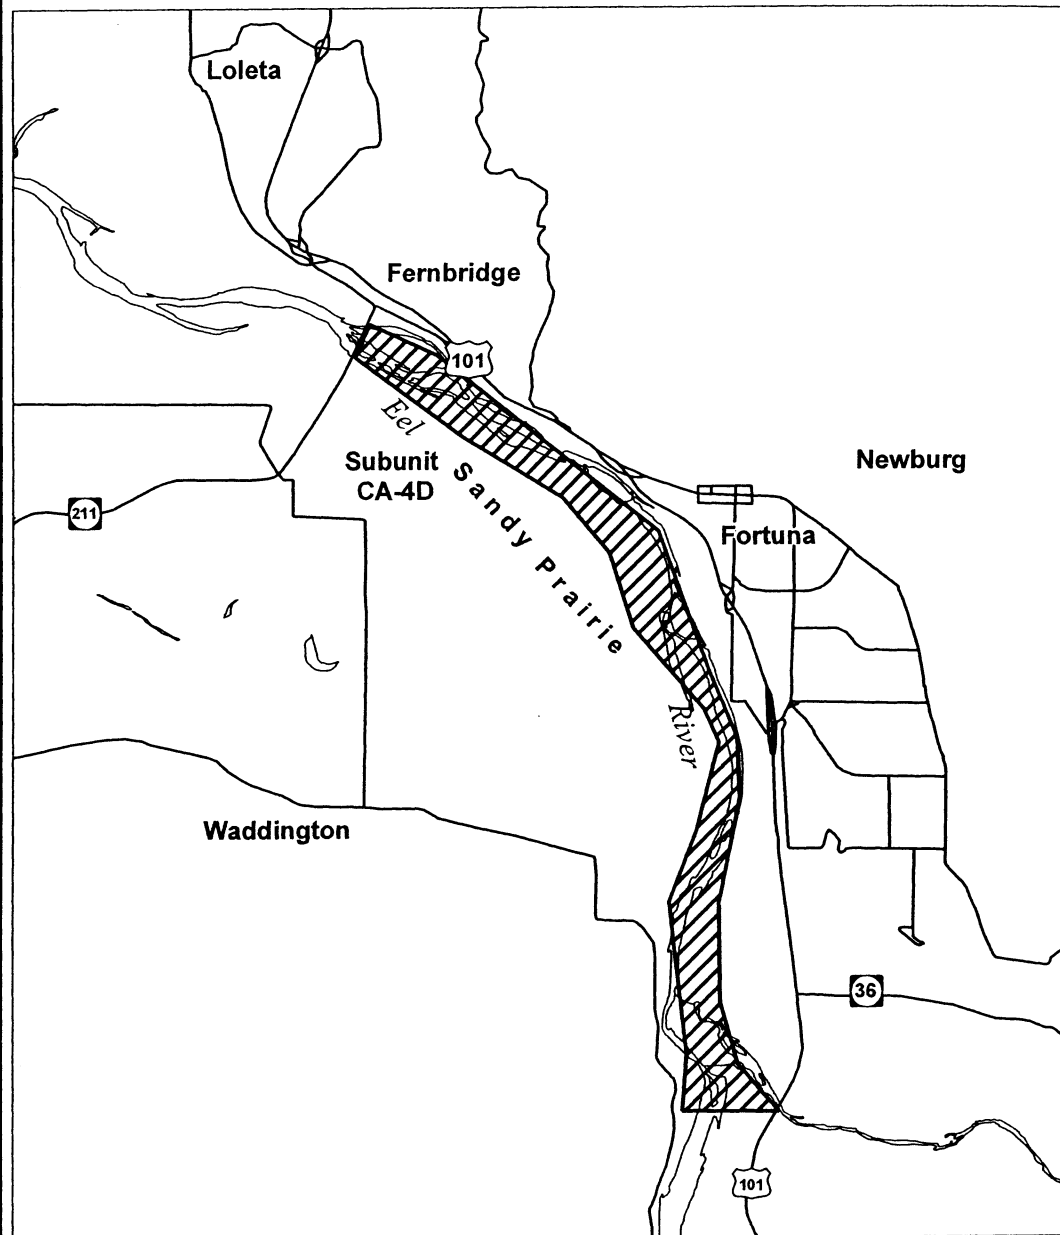 Loleta
Fernbridge
101
Eel
Subunit
CA-4D
Sandy Prairie
Newburg
211
Fortuna
River
Waddington
36
101